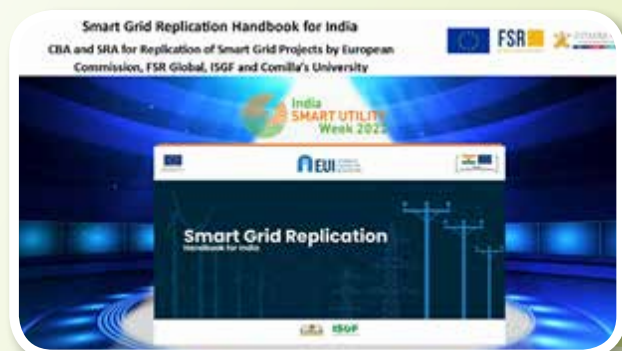 Smart Grid Replication Handbook for India
CBA and SRA for Replication of Smart Grid Projects by European
Commission, FSR Global, ISGF and Comilla's University
FSR
India
SMART UTILITY
Week 2021
EUI
Smart Grid Replication
Handbook for India
ISGF